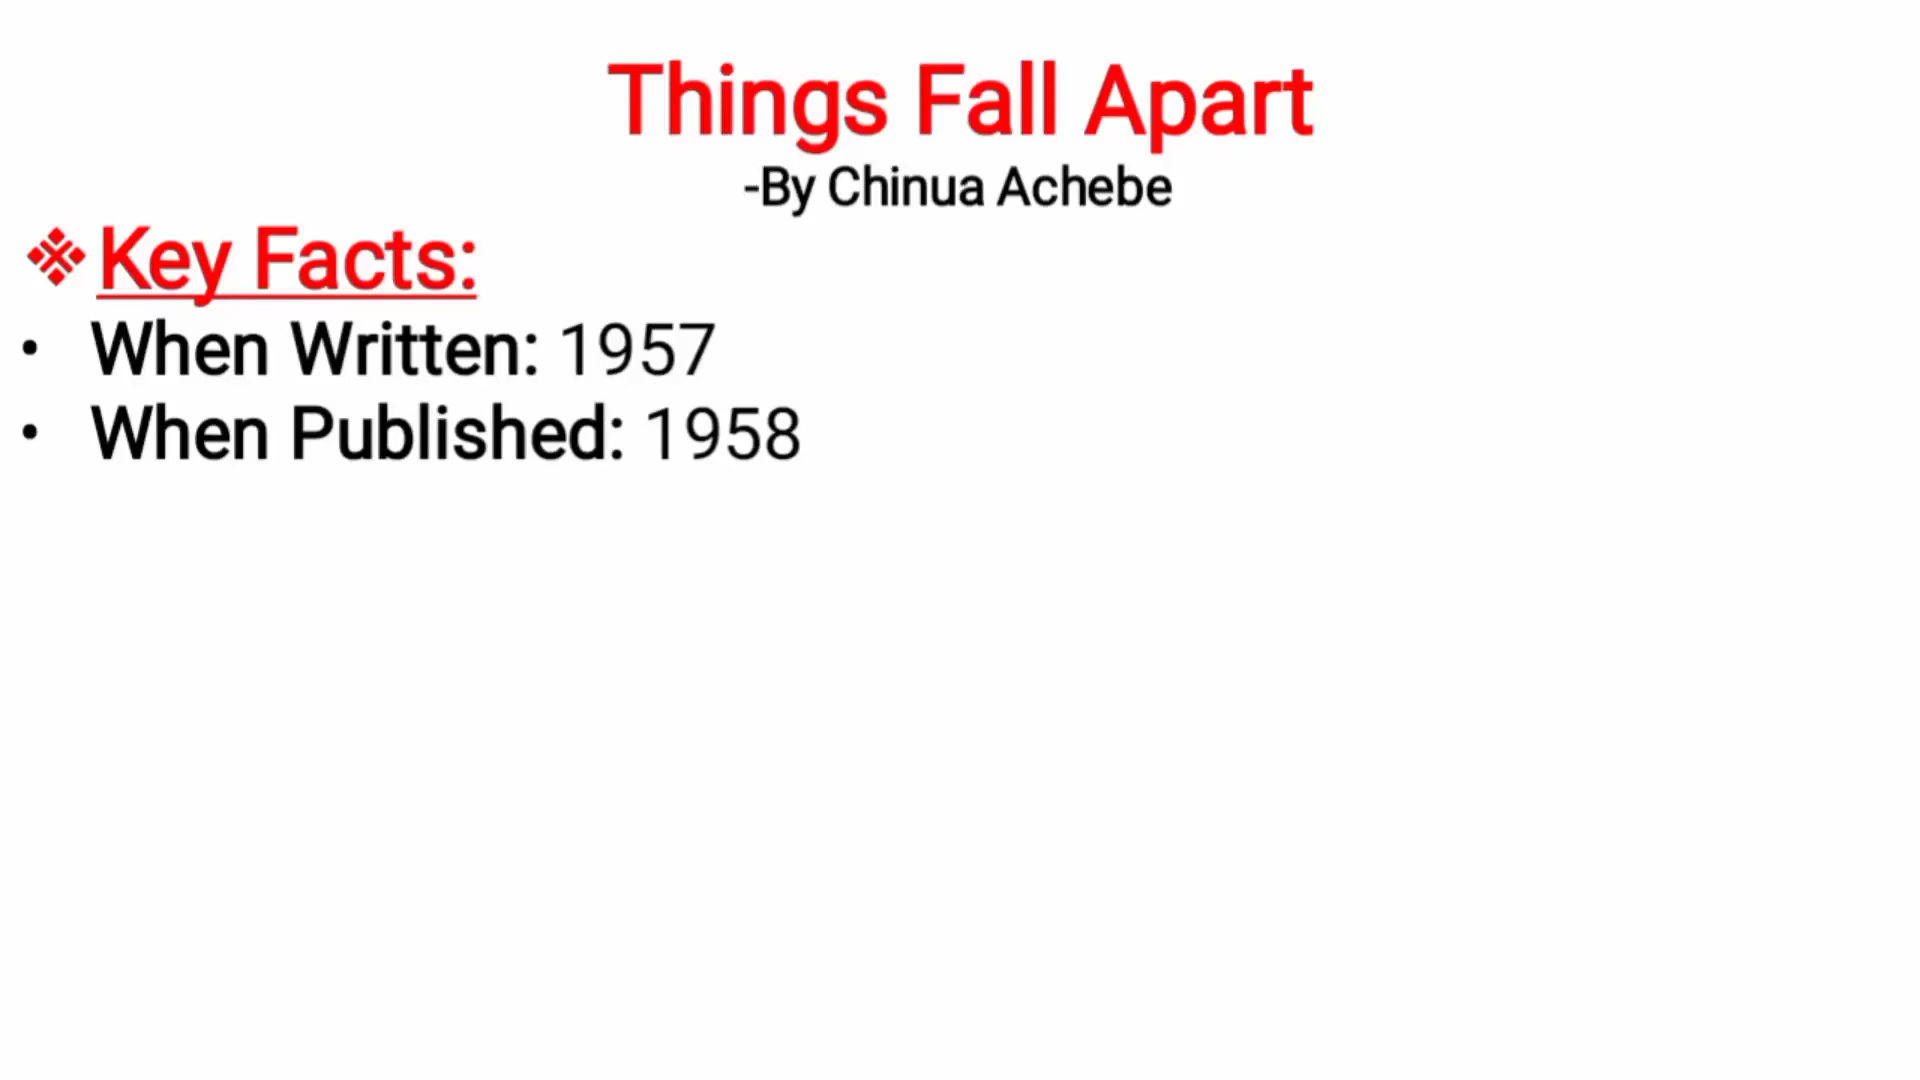 Things Fall Apart
-By Chinua Achebe
❖Key Facts:
• When Written: 1957
• When Published: 1958